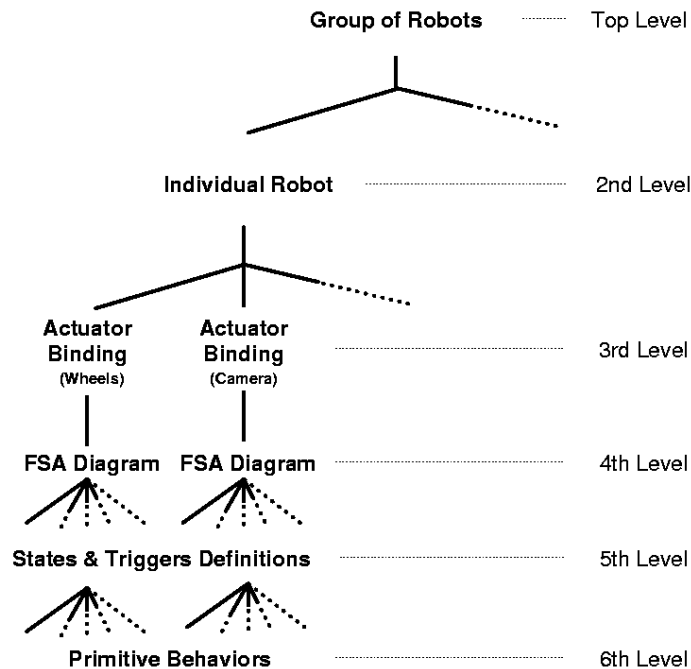 Group of Robots Top Level
Individual Robot 2nd Level
Actuator Binding (Wheels)
Actuator Binding (Camera)
3rd Level
FSA Diagram FSA Diagram 4th Level
States & Triggers Definitions 5th Level
Primitive Behaviors 6th Level